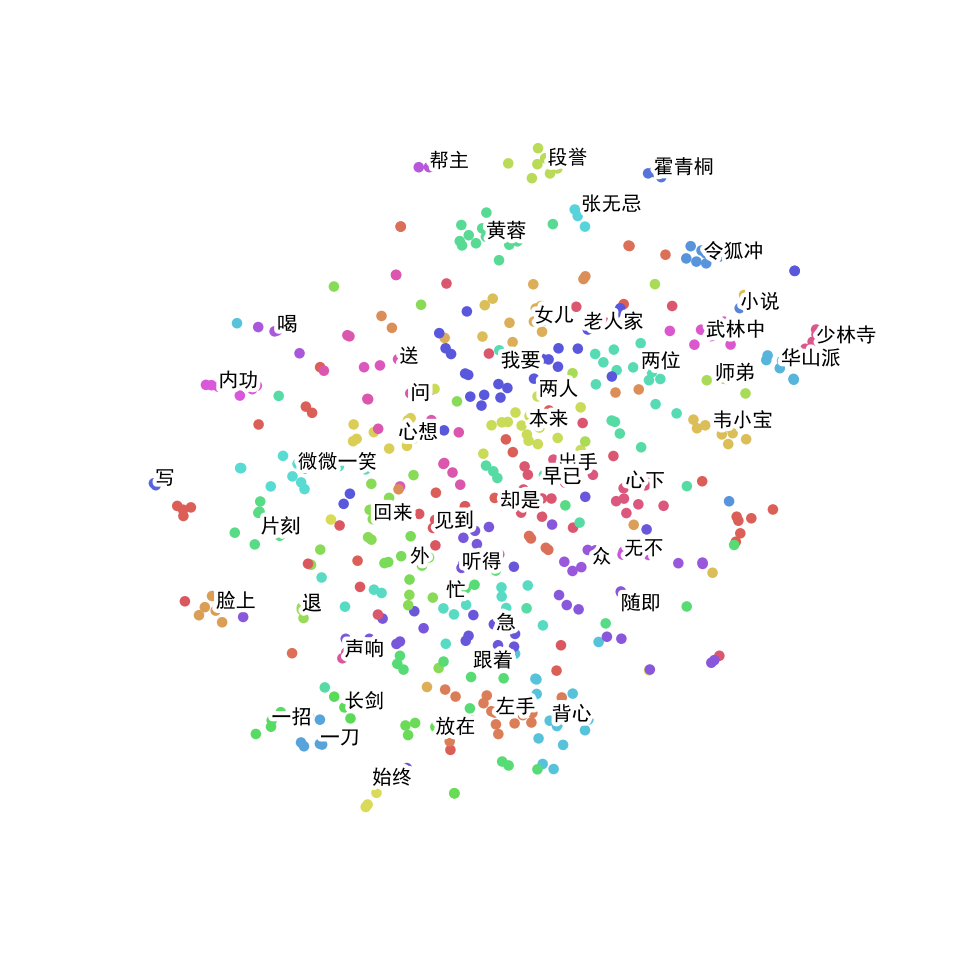 段誉
帮主
霍青桐
张无忌
黄蓉
令狐冲
小说
女儿
老人家
喝
武林中
少林寺
送
我要
两位
华山派
师弟
内功
问
两人
本来
韦小宝
心想
微微一笑
出手
早已
写
心下
却是
回来
见到
片刻
无不
外
听得
众
忙
脸上
退
随即
急
声响
跟着
长剑
左手
一招
背心
放在
一刀
始终